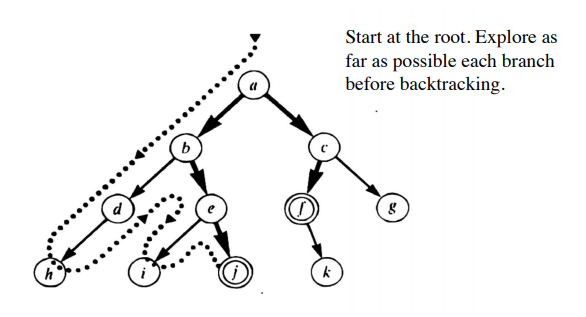 Start at the root. Explore as
far as possible each branch
before backtracking.
a
b
c
d
e
f
g
h
i
j
k